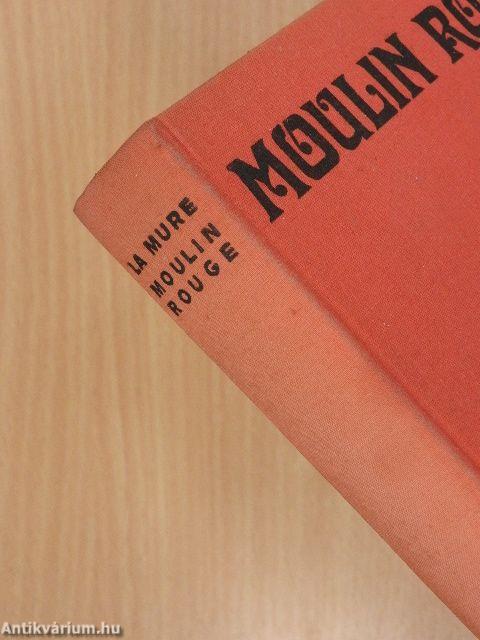 MOULIN RO
LA MURE
MOULIN
ROUGE
Antikvárium.hu